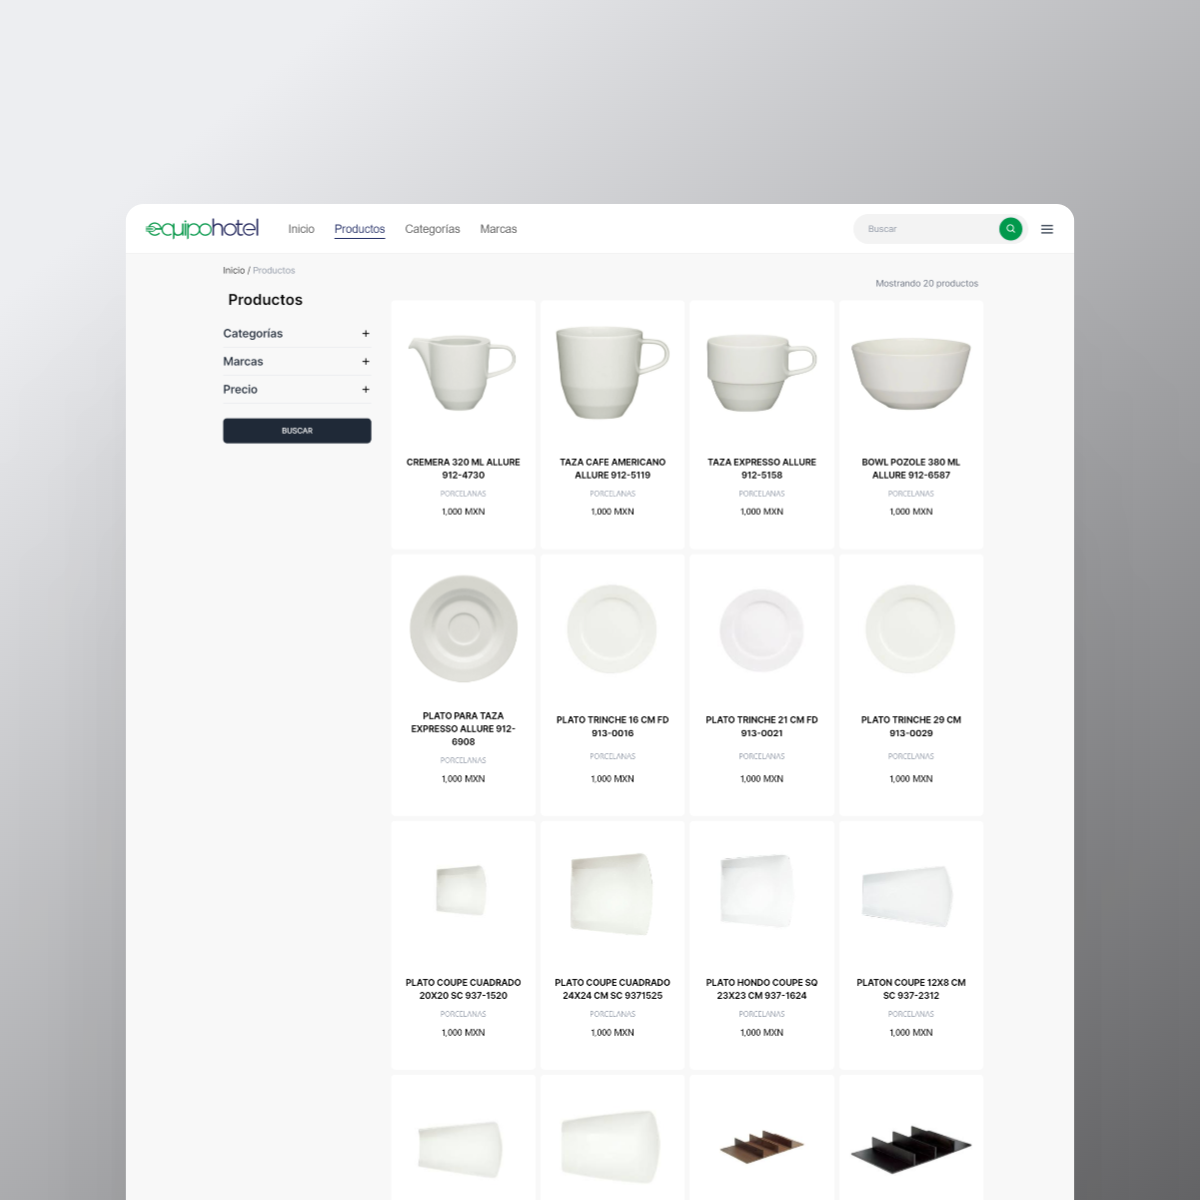 equipohotel
Inicio Productos Categorías Marcas
Buscar
Inicio / Productos
Mostrando 20 productos
Productos
Categorías +
Marcas +
Precio +
BUSCAR
CREMERA 320 ML ALLURE
912-4730
PORCELANAS
1,000 MXN
TAZA CAFE AMERICANO
ALLURE 912-5119
PORCELANAS
1,000 MXN
TAZA EXPRESSO ALLURE
912-5158
PORCELANAS
1,000 MXN
BOWL POZOLE 380 ML
ALLURE 912-6587
PORCELANAS
1,000 MXN
PLATO PARA TAZA
EXPRESSO ALLURE 912-
6908
PORCELANAS
1,000 MXN
PLATO TRINCHE 16 CM FD
913-0016
PORCELANAS
1,000 MXN
PLATO TRINCHE 21 CM FD
913-0021
PORCELANAS
1,000 MXN
PLATO TRINCHE 29 CM
913-0029
PORCELANAS
1,000 MXN
PLATO COUPE CUADRADO
20X20 SC 937-1520
PORCELANAS
1,000 MXN
PLATO COUPE CUADRADO
24X24 CM SC 9371525
PORCELANAS
1,000 MXN
PLATO HONDO COUPE SQ
23X23 CM 937-1624
PORCELANAS
1,000 MXN
PLATON COUPE 12X8 CM
SC 937-2312
PORCELANAS
1,000 MXN